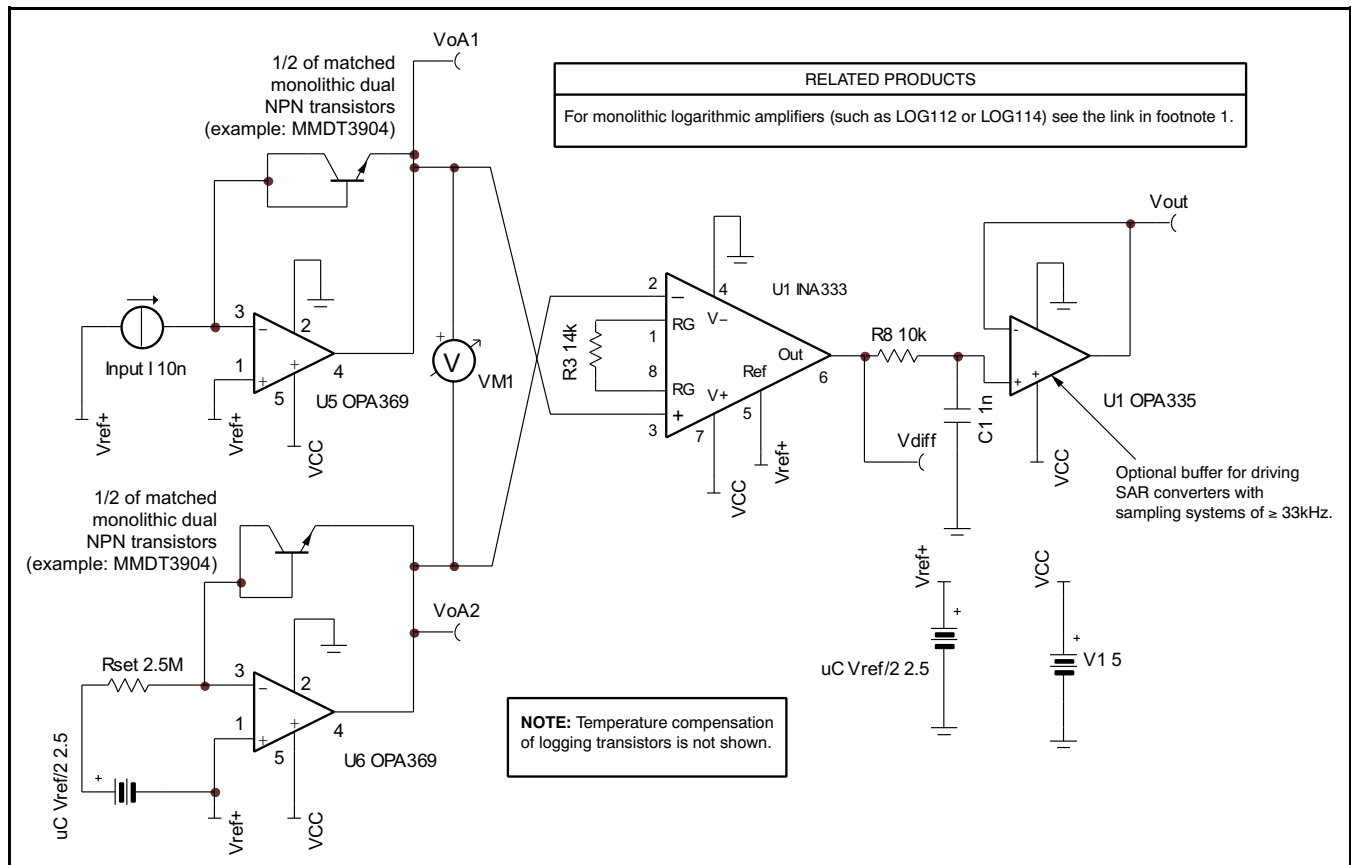 VoA1
1/2 of matched
monolithic dual
NPN transistors
(example: MMDT3904)
RELATED PRODUCTS
For monolithic logarithmic amplifiers (such as LOG112 or LOG114) see the link in footnote 1.
Input I 10n
Vref+
3
1
2
4
5
−
+
+
Vref+
VCC
U5 OPA369
+
V
VM1
2
1
8
3
−
RG
RG
+
R3 14k
4
V−
U1 INA333
Out
6
Ref
5
V+
7
VCC
Vref+
R8 10k
C1 1n
Vdiff
Vout
-
+
+
U1 OPA335
VCC
Optional buffer for driving
SAR converters with
sampling systems of ≥ 33kHz.
1/2 of matched
monolithic dual
NPN transistors
(example: MMDT3904)
VoA2
Rset 2.5M
uC Vref/2 2.5
+
3
1
2
4
5
−
+
+
Vref+
VCC
U6 OPA369
NOTE: Temperature compensation
of logging transistors is not shown.
Vref+
+
uC Vref/2 2.5
VCC
+
V1 5